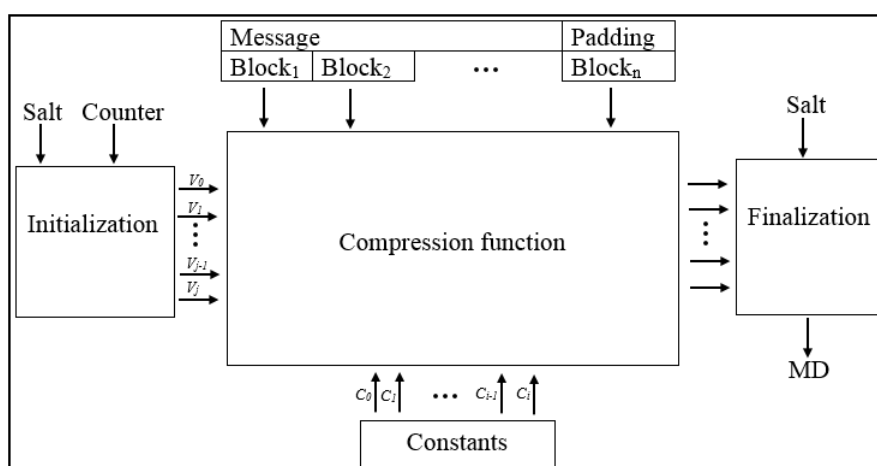 Message Padding
Block₁ Block₂ ... Blockₙ
Salt Counter
Salt
Initialization
V₀
V₁
⋮
Vⱼ₋₁
Vⱼ
Compression function
Finalization
⋮
MD
C₀ C₁ ... Cᵢ₋₁ Cᵢ
Constants